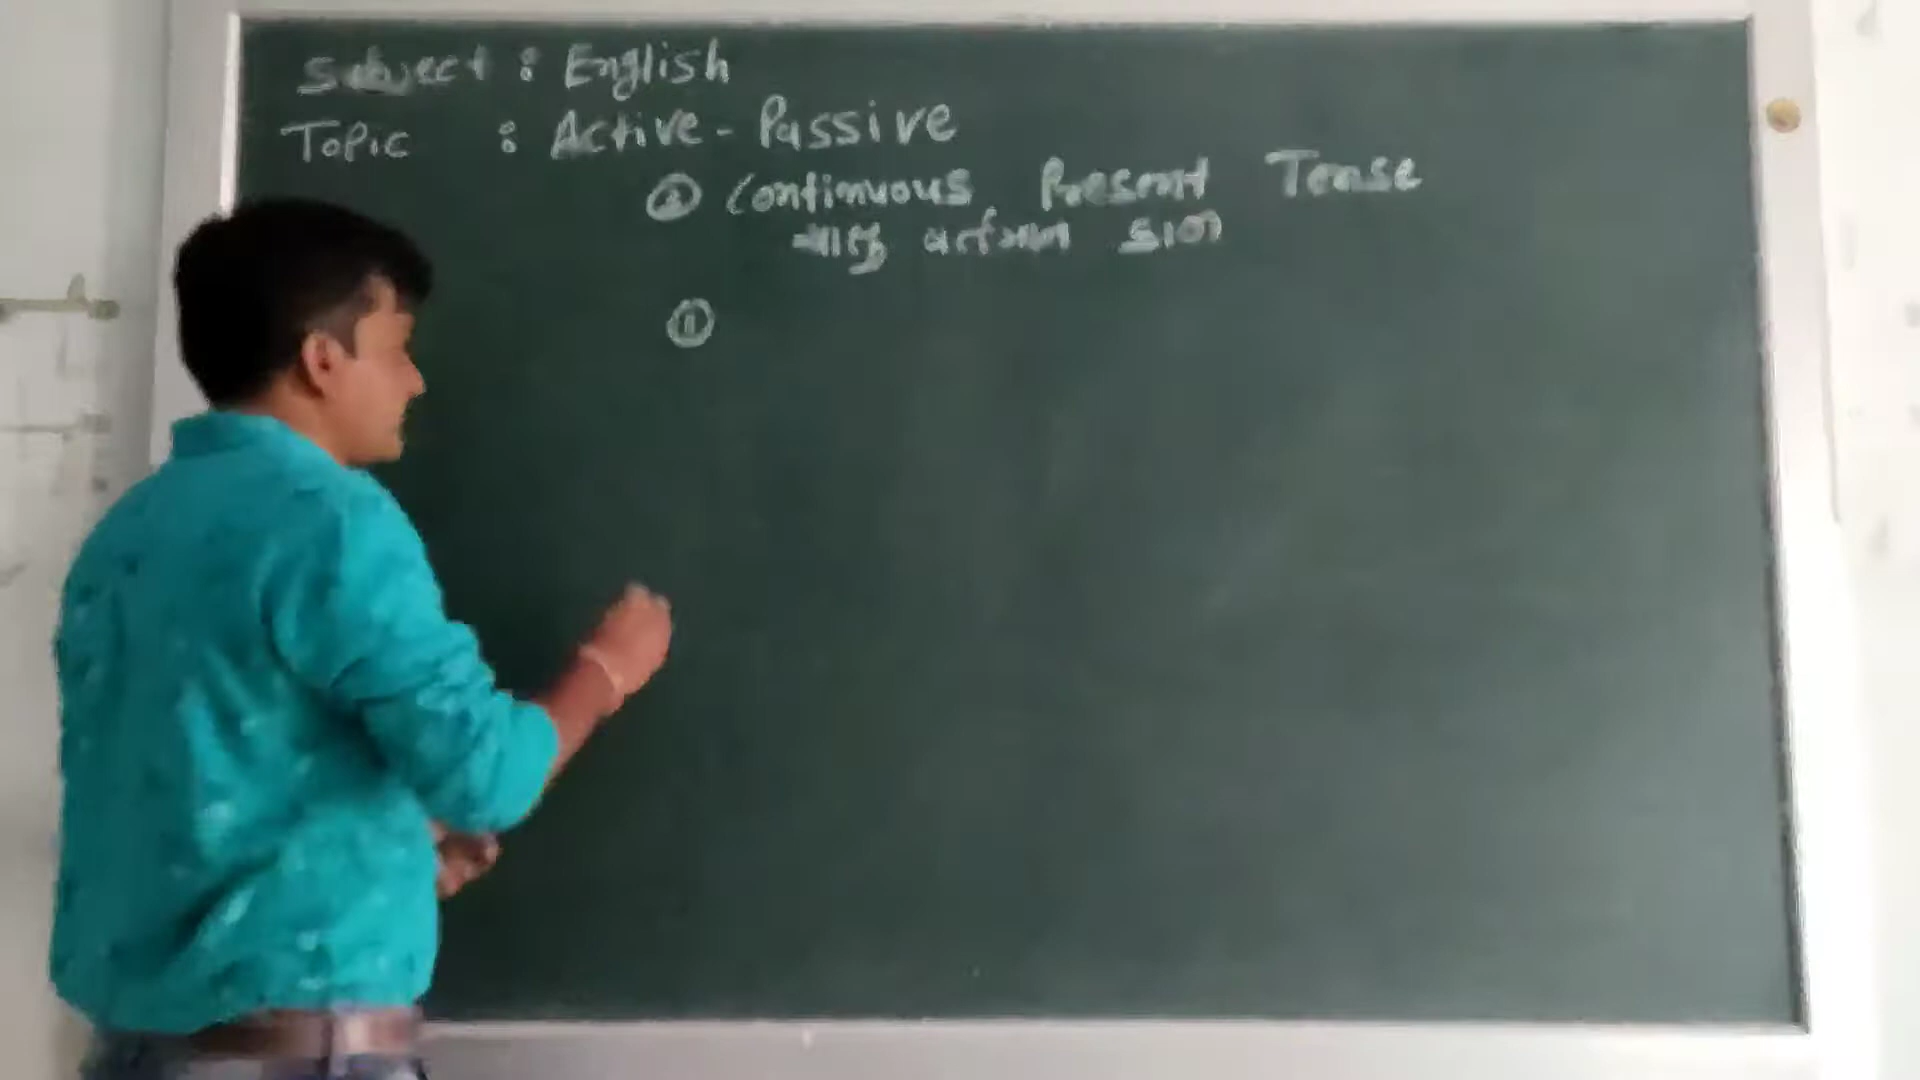 Subject : English
Topic : Active - Passive
② Continuous Present Tense
ચાલુ વર્તમાન કાળ
①